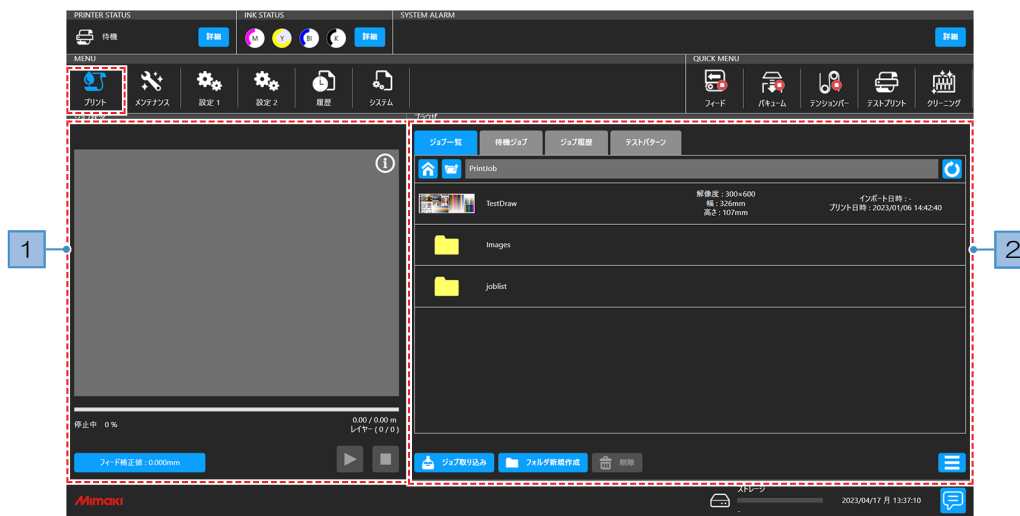 PRINTER STATUS
INK STATUS
SYSTEM ALARM
待機
詳細
M
Y
Bl
K
詳細
詳細
MENU
QUICK MENU
プリント
メンテナンス
設定 1
設定 2
履歴
システム
フィード
バキューム
テンションバー
テストプリント
クリーニング
ブラウザ
ジョブ一覧
待機ジョブ
ジョブ履歴
テストパターン
PrintJob
TestDraw
解像度 : 300×600
幅 : 326mm
高さ : 107mm
インポート日時 : -
プリント日時 : 2023/01/06 14:42:40
Images
joblist
1
2
停止中 0 %
0.00 / 0.00 m
レイヤー ( 0 / 0 )
フィード補正値 : 0.000mm
ジョブ取り込み
フォルダ新規作成
削除
Mimaki
ストレージ
-
2023/04/17 月 13:37:10